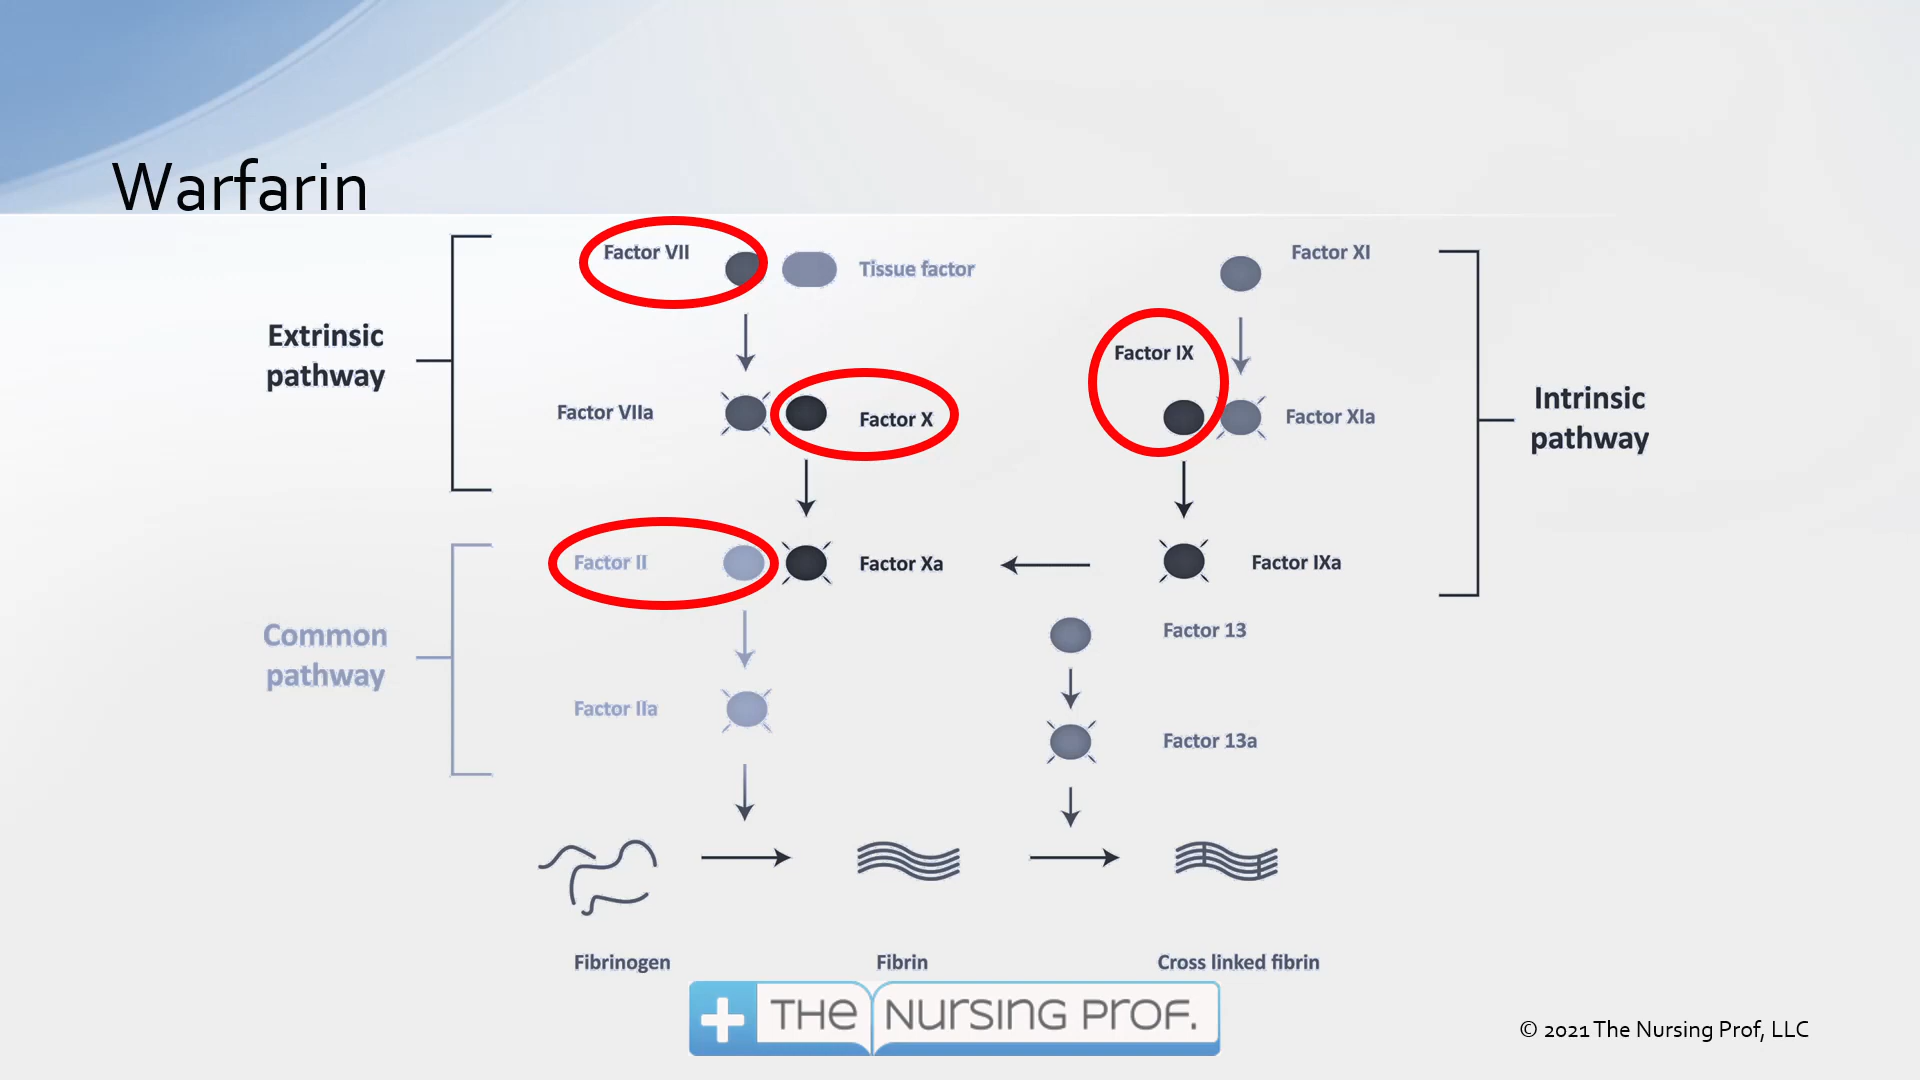 Warfarin
Factor VII
Tissue factor
Factor XI
Extrinsic
pathway
Factor IX
Factor VIIa
Factor X
Factor XIa
Intrinsic
pathway
Factor II
Factor Xa
Factor IXa
Common
pathway
Factor 13
Factor IIa
Factor 13a
Fibrinogen
Fibrin
Cross linked fibrin
THE NURSING PROF.
© 2021 The Nursing Prof, LLC